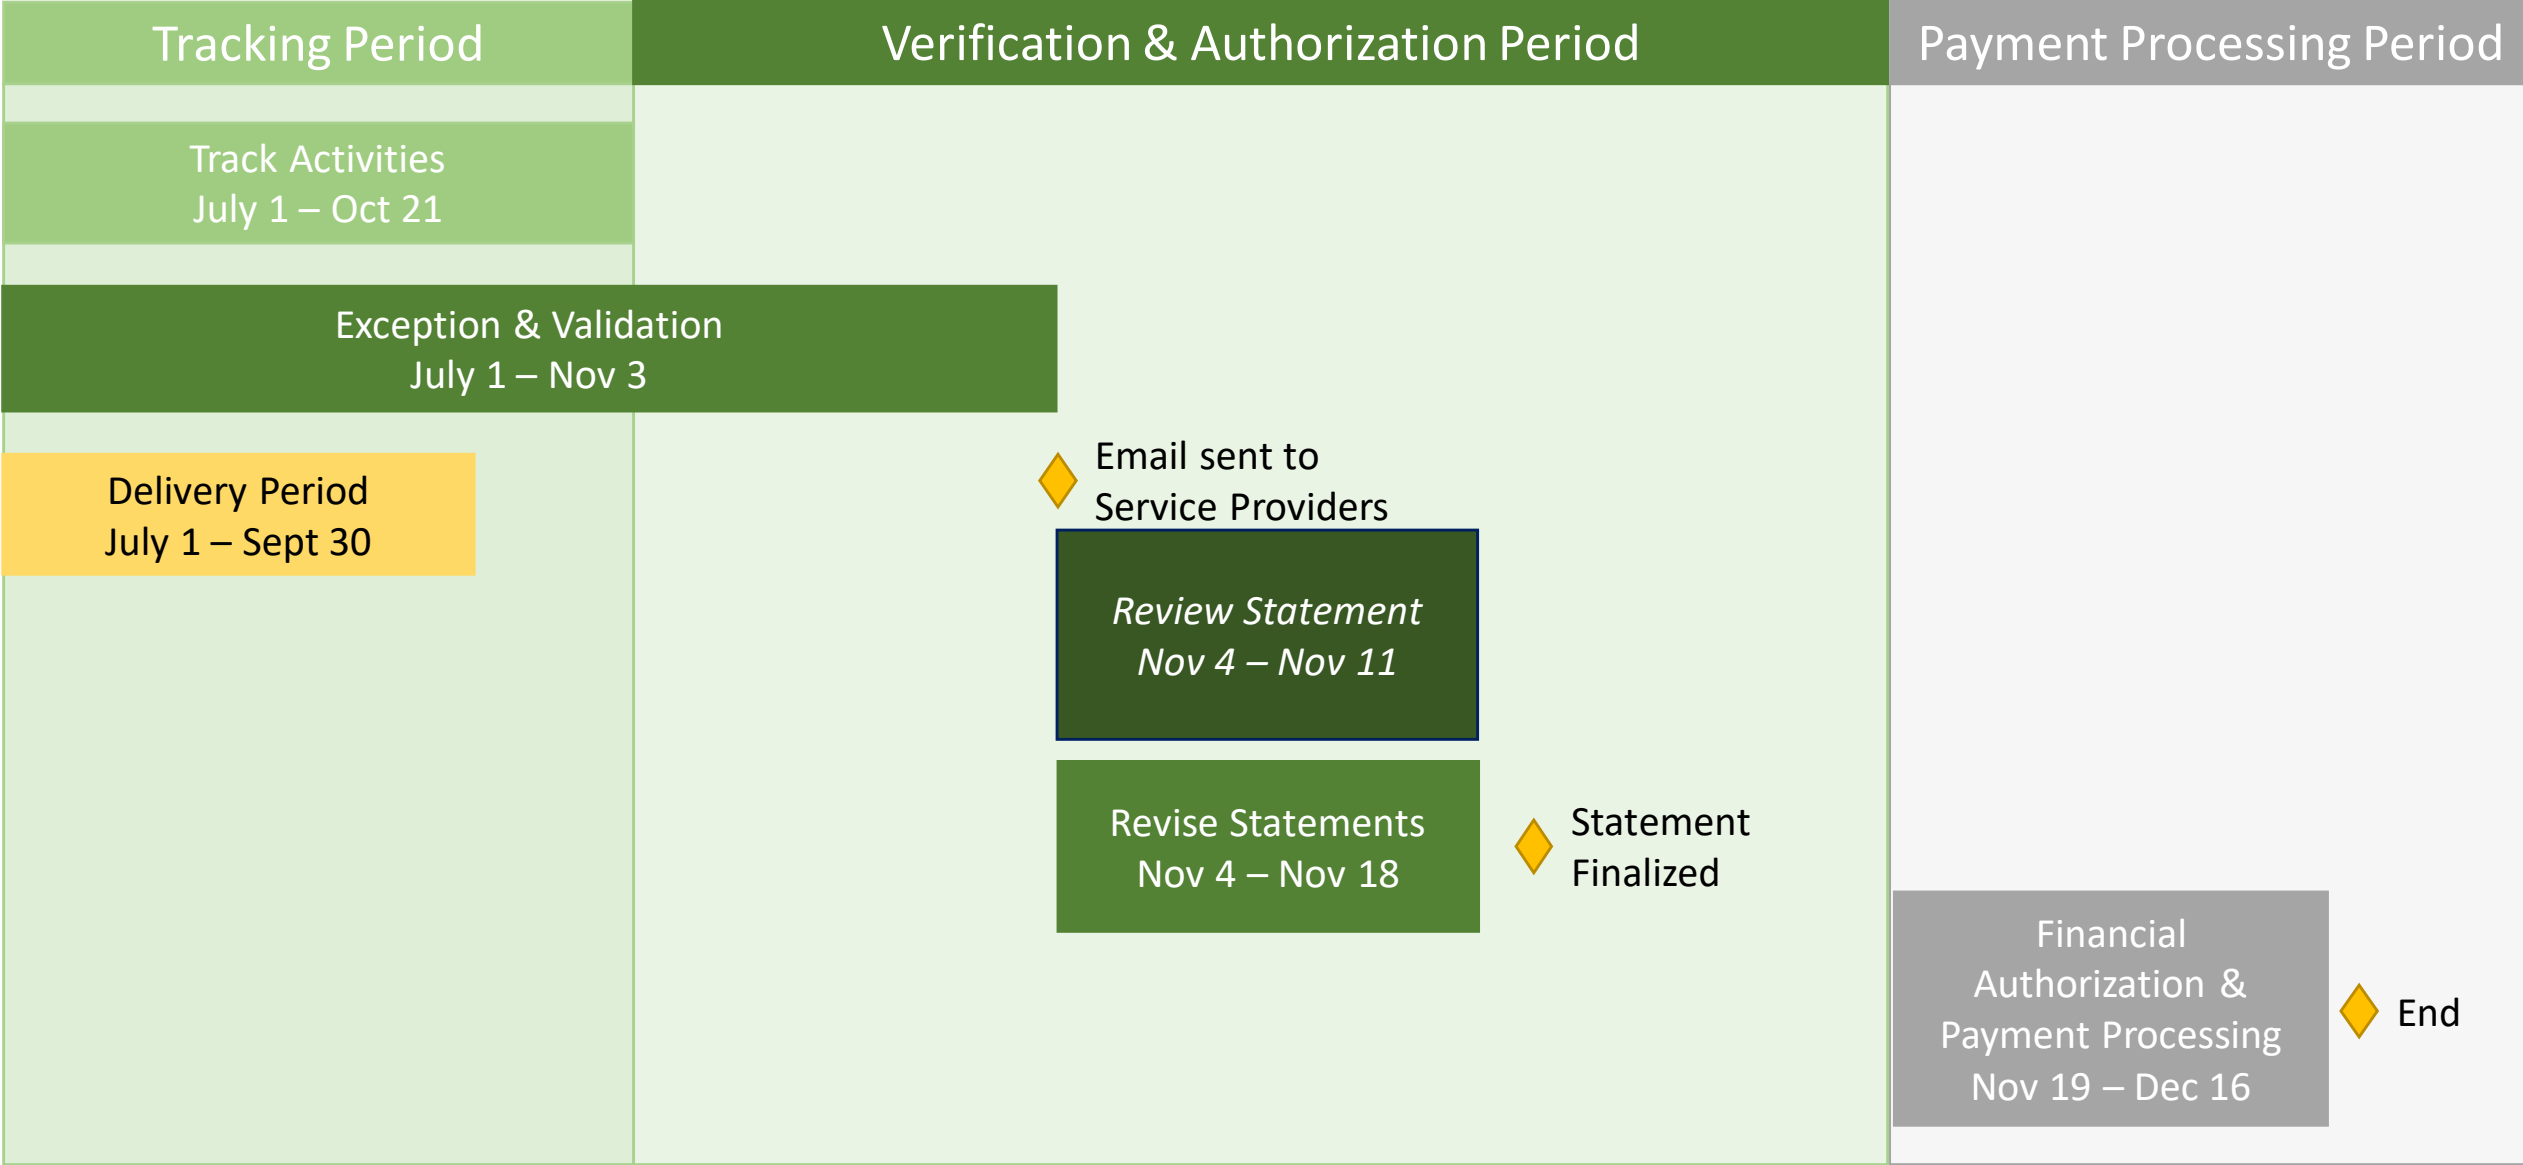 Tracking Period
Verification & Authorization Period
Payment Processing Period
Track Activities
July 1 – Oct 21
Exception & Validation
July 1 – Nov 3
Delivery Period
July 1 – Sept 30
Email sent to
Service Providers
Review Statement
Nov 4 – Nov 11
Revise Statements
Nov 4 – Nov 18
Statement
Finalized
Financial
Authorization &
Payment Processing
Nov 19 – Dec 16
End